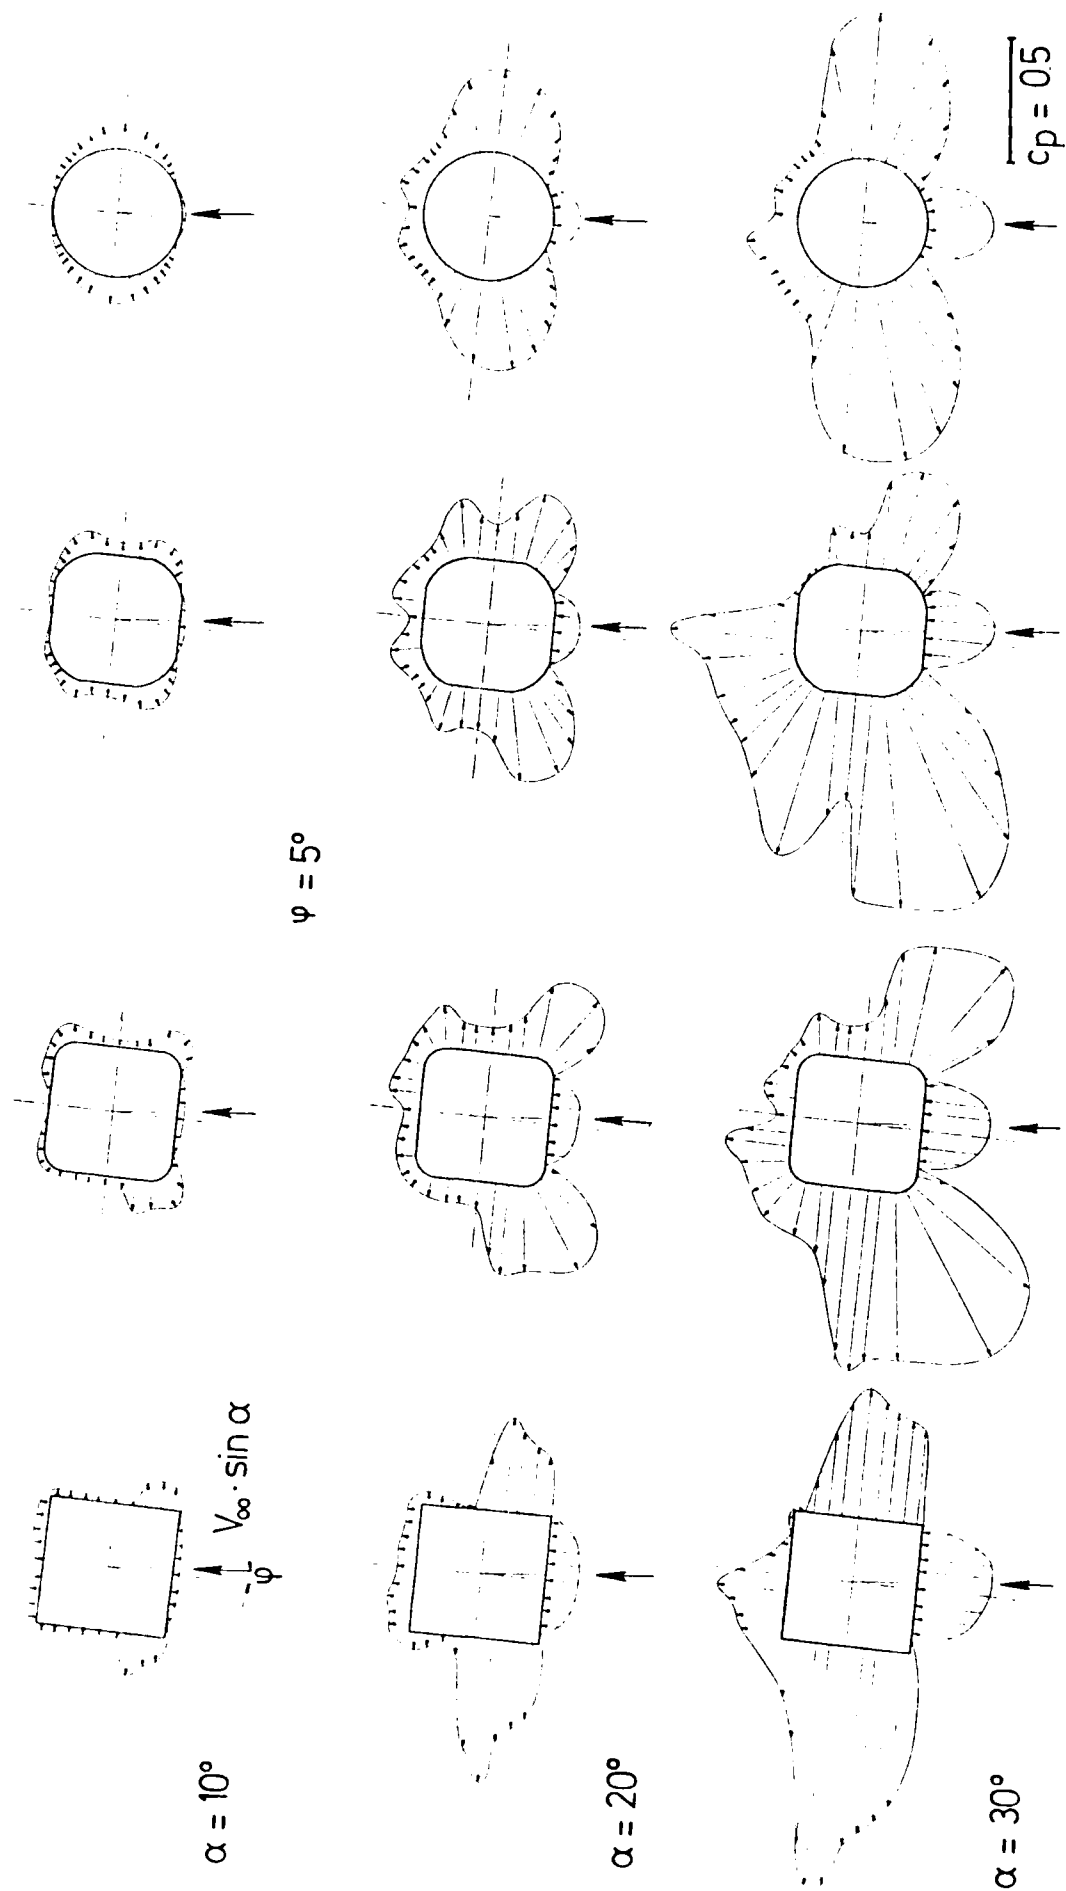 α = 10°
V∞ · sin α
φ
φ = 5°
α = 20°
α = 30°
cp = 0.5